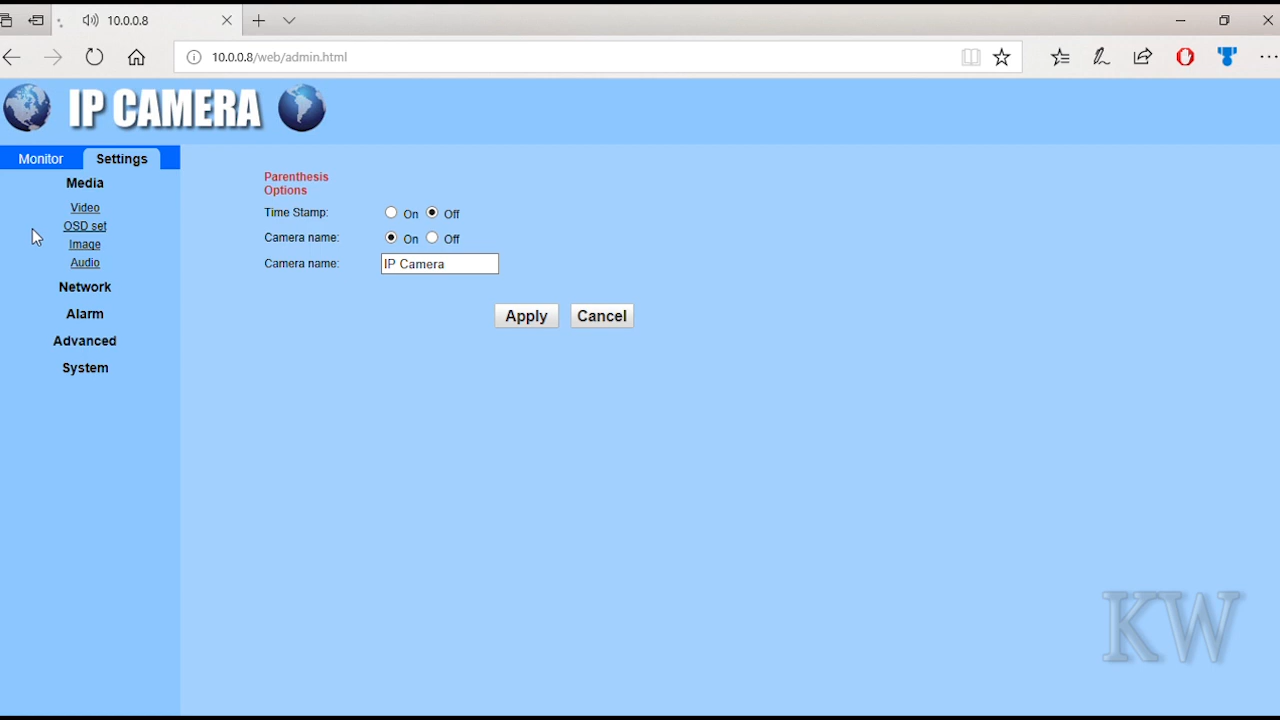 10.0.0.8
10.0.0.8/web/admin.html
IP CAMERA
Monitor
Settings
Media
Video
OSD set
Image
Audio
Network
Alarm
Advanced
System
Parenthesis
Options
Time Stamp: On Off
Camera name: On Off
Camera name: IP Camera
Apply Cancel
KW